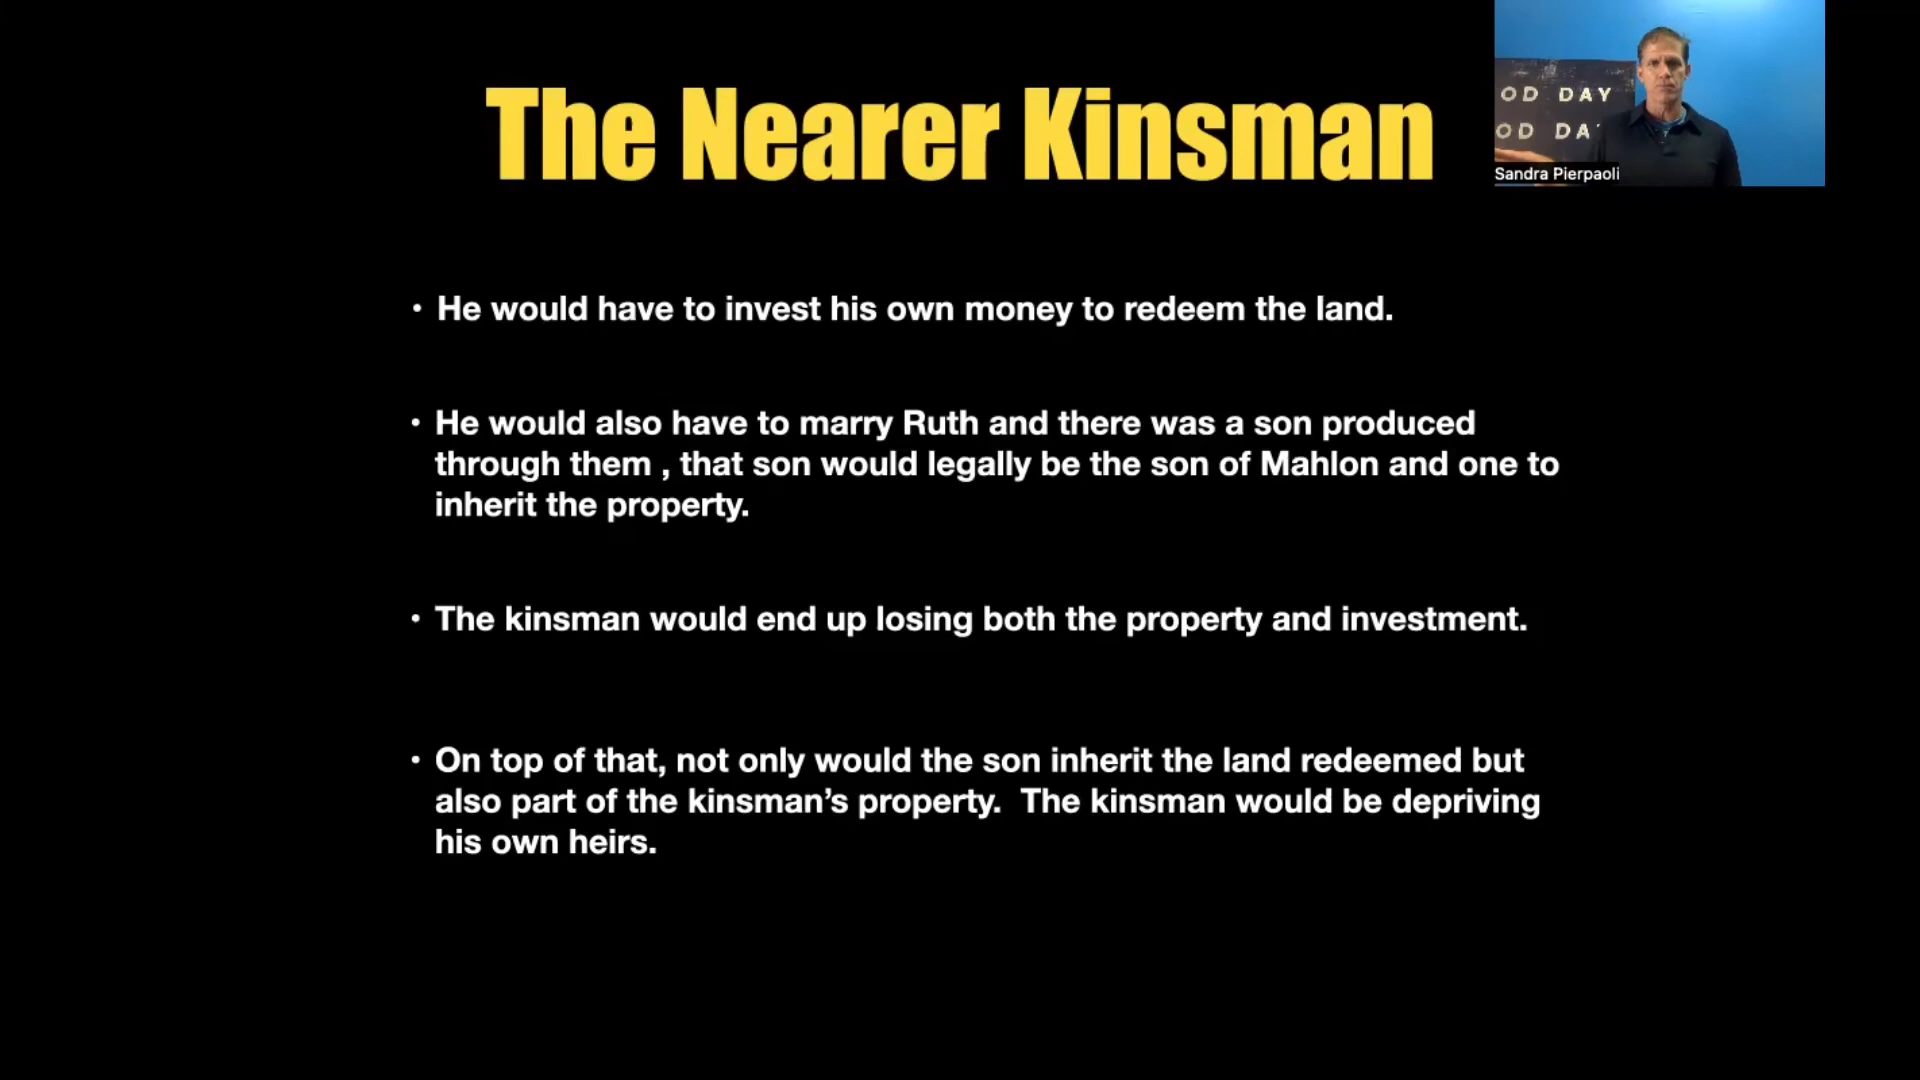 The Nearer Kinsman
OD DAY
OD DA
Sandra Pierpaoli
• He would have to invest his own money to redeem the land.
• He would also have to marry Ruth and there was a son produced
through them , that son would legally be the son of Mahlon and one to
inherit the property.
• The kinsman would end up losing both the property and investment.
• On top of that, not only would the son inherit the land redeemed but
also part of the kinsman’s property.  The kinsman would be depriving
his own heirs.